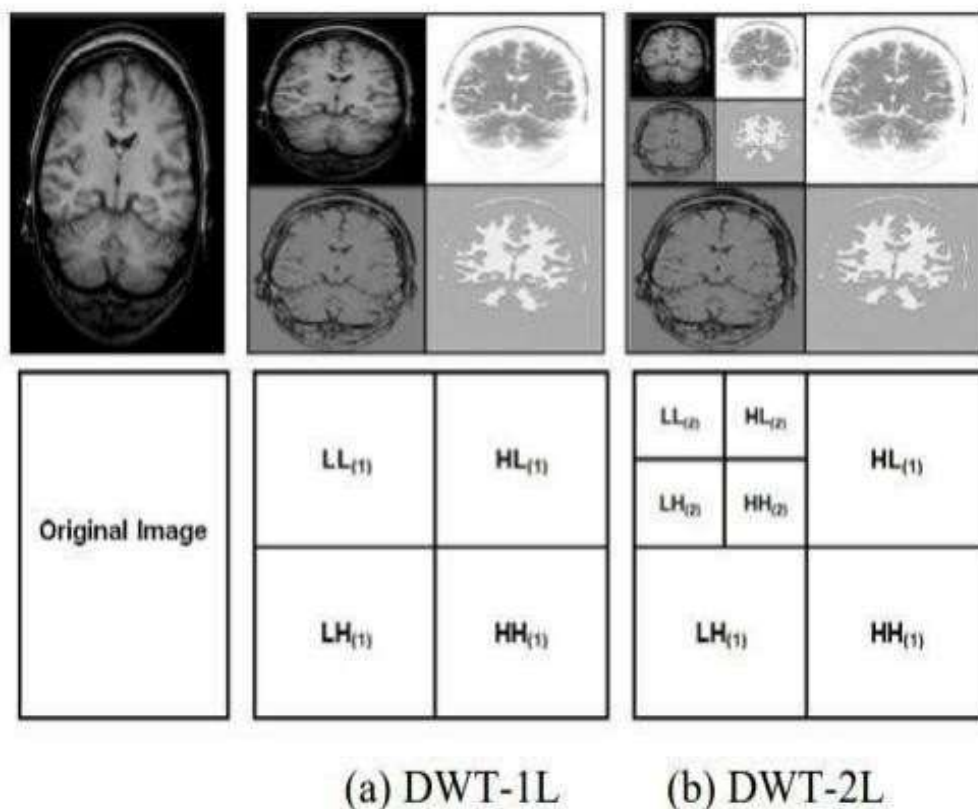 Original Image
LL(1) HL(1)
LH(1) HH(1)
LL(2) HL(2)
LH(2) HH(2)
HL(1)
LH(1) HH(1)
(a) DWT-1L (b) DWT-2L